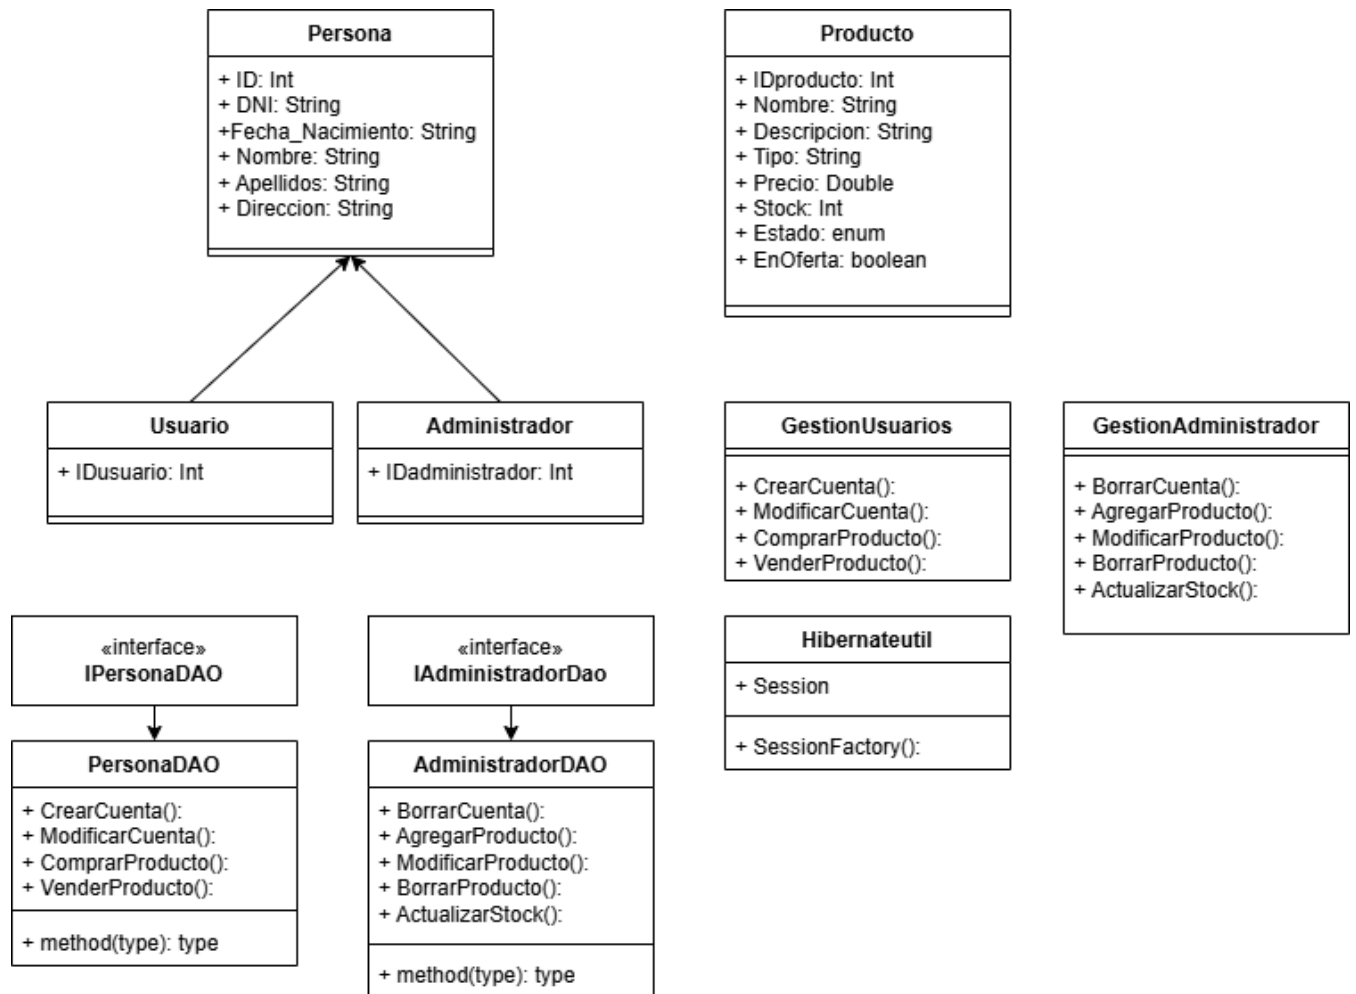 Persona
+ ID: Int
+ DNI: String
+Fecha_Nacimiento: String
+ Nombre: String
+ Apellidos: String
+ Direccion: String
Producto
+ IDproducto: Int
+ Nombre: String
+ Descripcion: String
+ Tipo: String
+ Precio: Double
+ Stock: Int
+ Estado: enum
+ EnOferta: boolean
Usuario
+ IDusuario: Int
Administrador
+ IDadministrador: Int
GestionUsuarios
+ CrearCuenta():
+ ModificarCuenta():
+ ComprarProducto():
+ VenderProducto():
GestionAdministrador
+ BorrarCuenta():
+ AgregarProducto():
+ ModificarProducto():
+ BorrarProducto():
+ ActualizarStock():
«interface»
IPersonaDAO
«interface»
IAdministradorDao
Hibernateutil
+ Session
+ SessionFactory():
PersonaDAO
+ CrearCuenta():
+ ModificarCuenta():
+ ComprarProducto():
+ VenderProducto():
+ method(type): type
AdministradorDAO
+ BorrarCuenta():
+ AgregarProducto():
+ ModificarProducto():
+ BorrarProducto():
+ ActualizarStock():
+ method(type): type